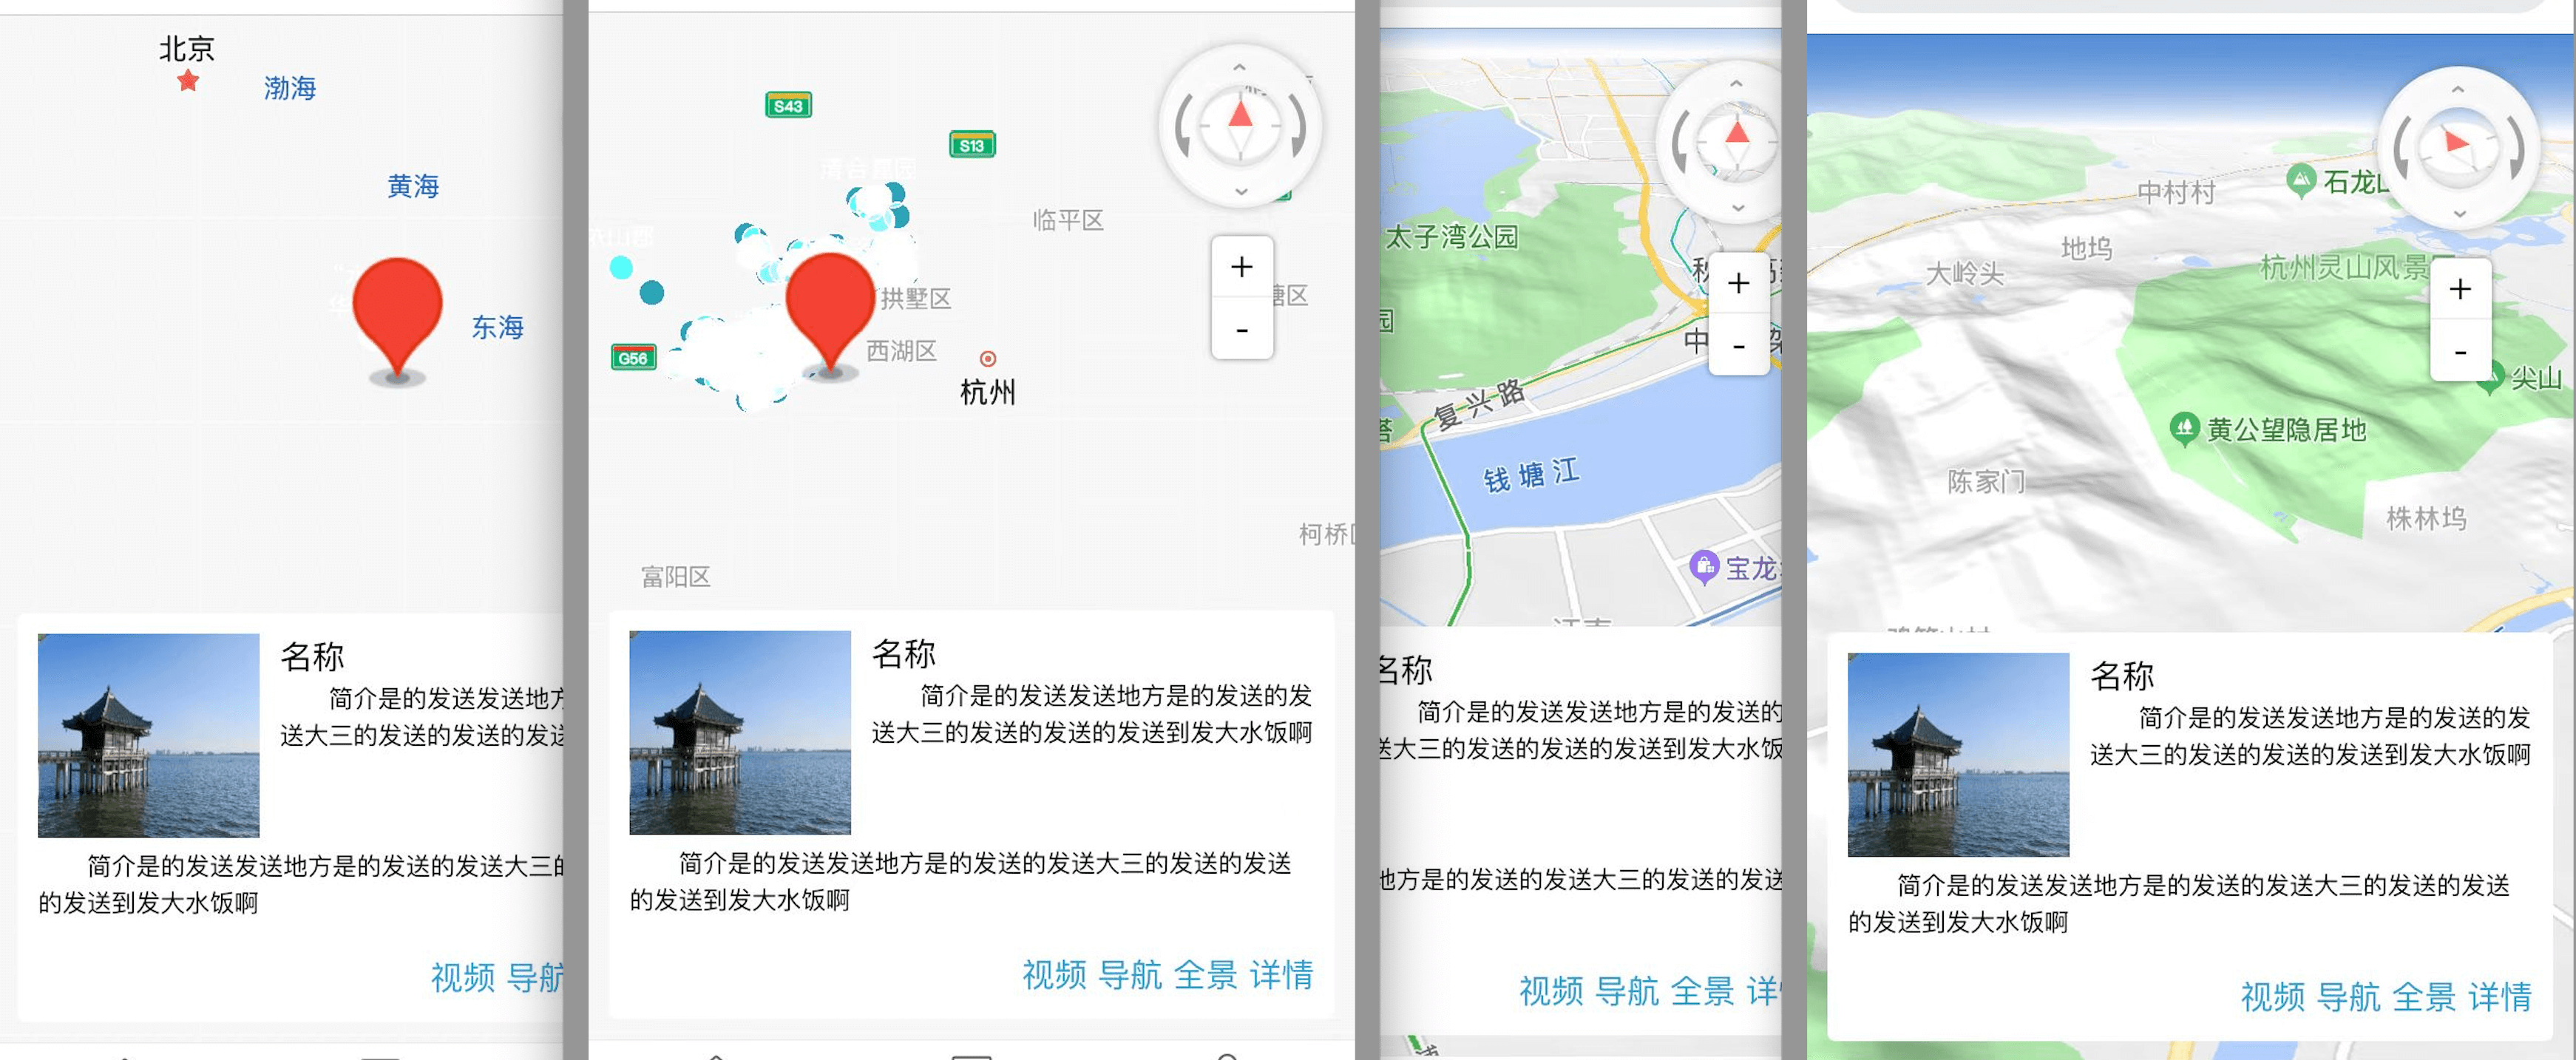 北京
渤海
黄海
东海
名称
简介是的发送发送地方
送大三的发送的发送的发送
简介是的发送发送地方是的发送的发送大三的
的发送到发大水饭啊
视频 导航
S43
S13
清合嘉园
临平区
拱墅区
塘区
西湖区
G56
杭州
柯桥
富阳区
+
-
名称
简介是的发送发送地方是的发送的发
送大三的发送的发送的发送到发大水饭啊
简介是的发送发送地方是的发送的发送大三的发送的发送
的发送到发大水饭啊
视频 导航 全景 详情
太子湾公园
园
复兴路
钱塘江
宝龙
+
-
名称
简介是的发送发送地方是的发送的
送大三的发送的发送的发送到发大水饭
地方是的发送的发送大三的发送的发送
视频 导航 全景 详
中村村
石龙山
地坞
大岭头
杭州灵山风景
尖山
黄公望隐居地
陈家门
株林坞
+
-
名称
简介是的发送发送地方是的发送的发
送大三的发送的发送的发送到发大水饭啊
简介是的发送发送地方是的发送的发送大三的发送的发送
的发送到发大水饭啊
视频 导航 全景 详情